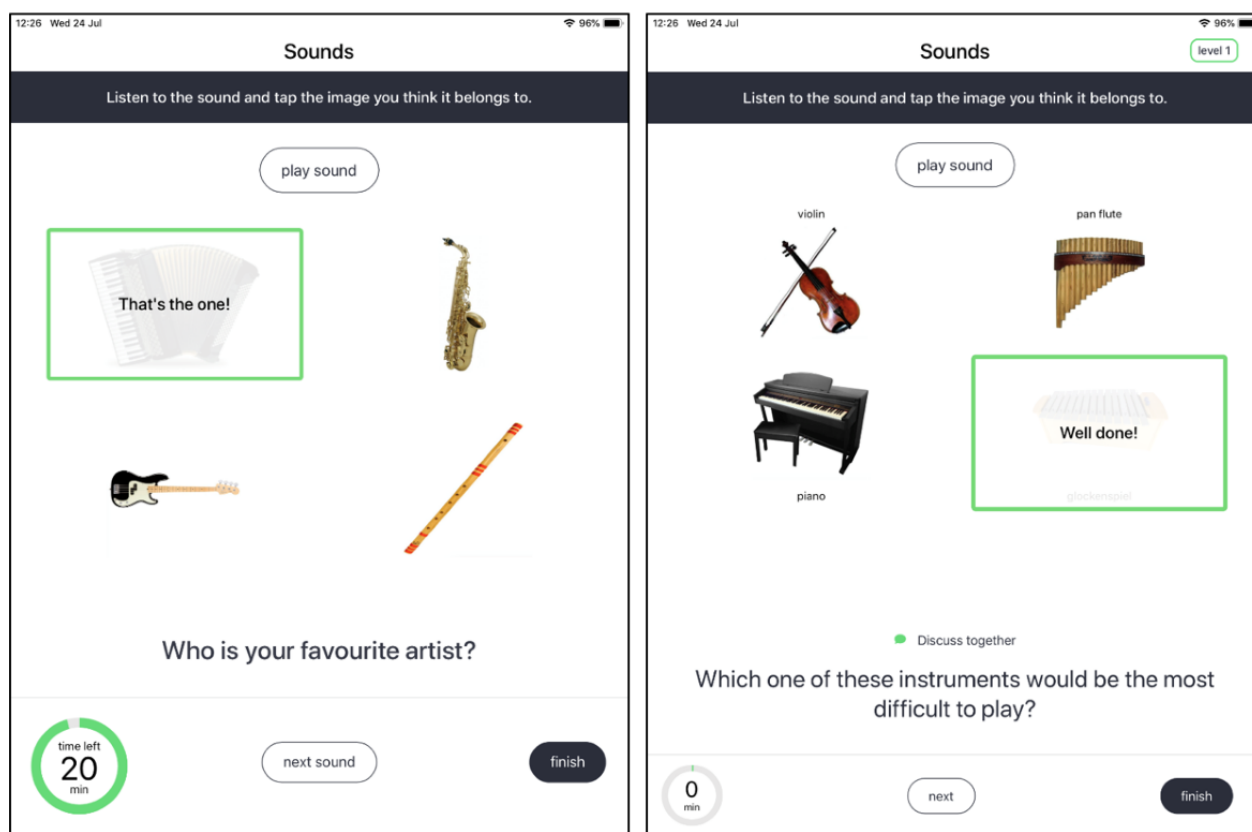 12:26 Wed 24 Jul
96%
Sounds
Listen to the sound and tap the image you think it belongs to.
play sound
That's the one!
Who is your favourite artist?
time left
20
min
next sound
finish
12:26 Wed 24 Jul
96%
Sounds
level 1
Listen to the sound and tap the image you think it belongs to.
play sound
violin
pan flute
Well done!
piano
glockenspiel
Discuss together
Which one of these instruments would be the most
difficult to play?
0
min
next
finish